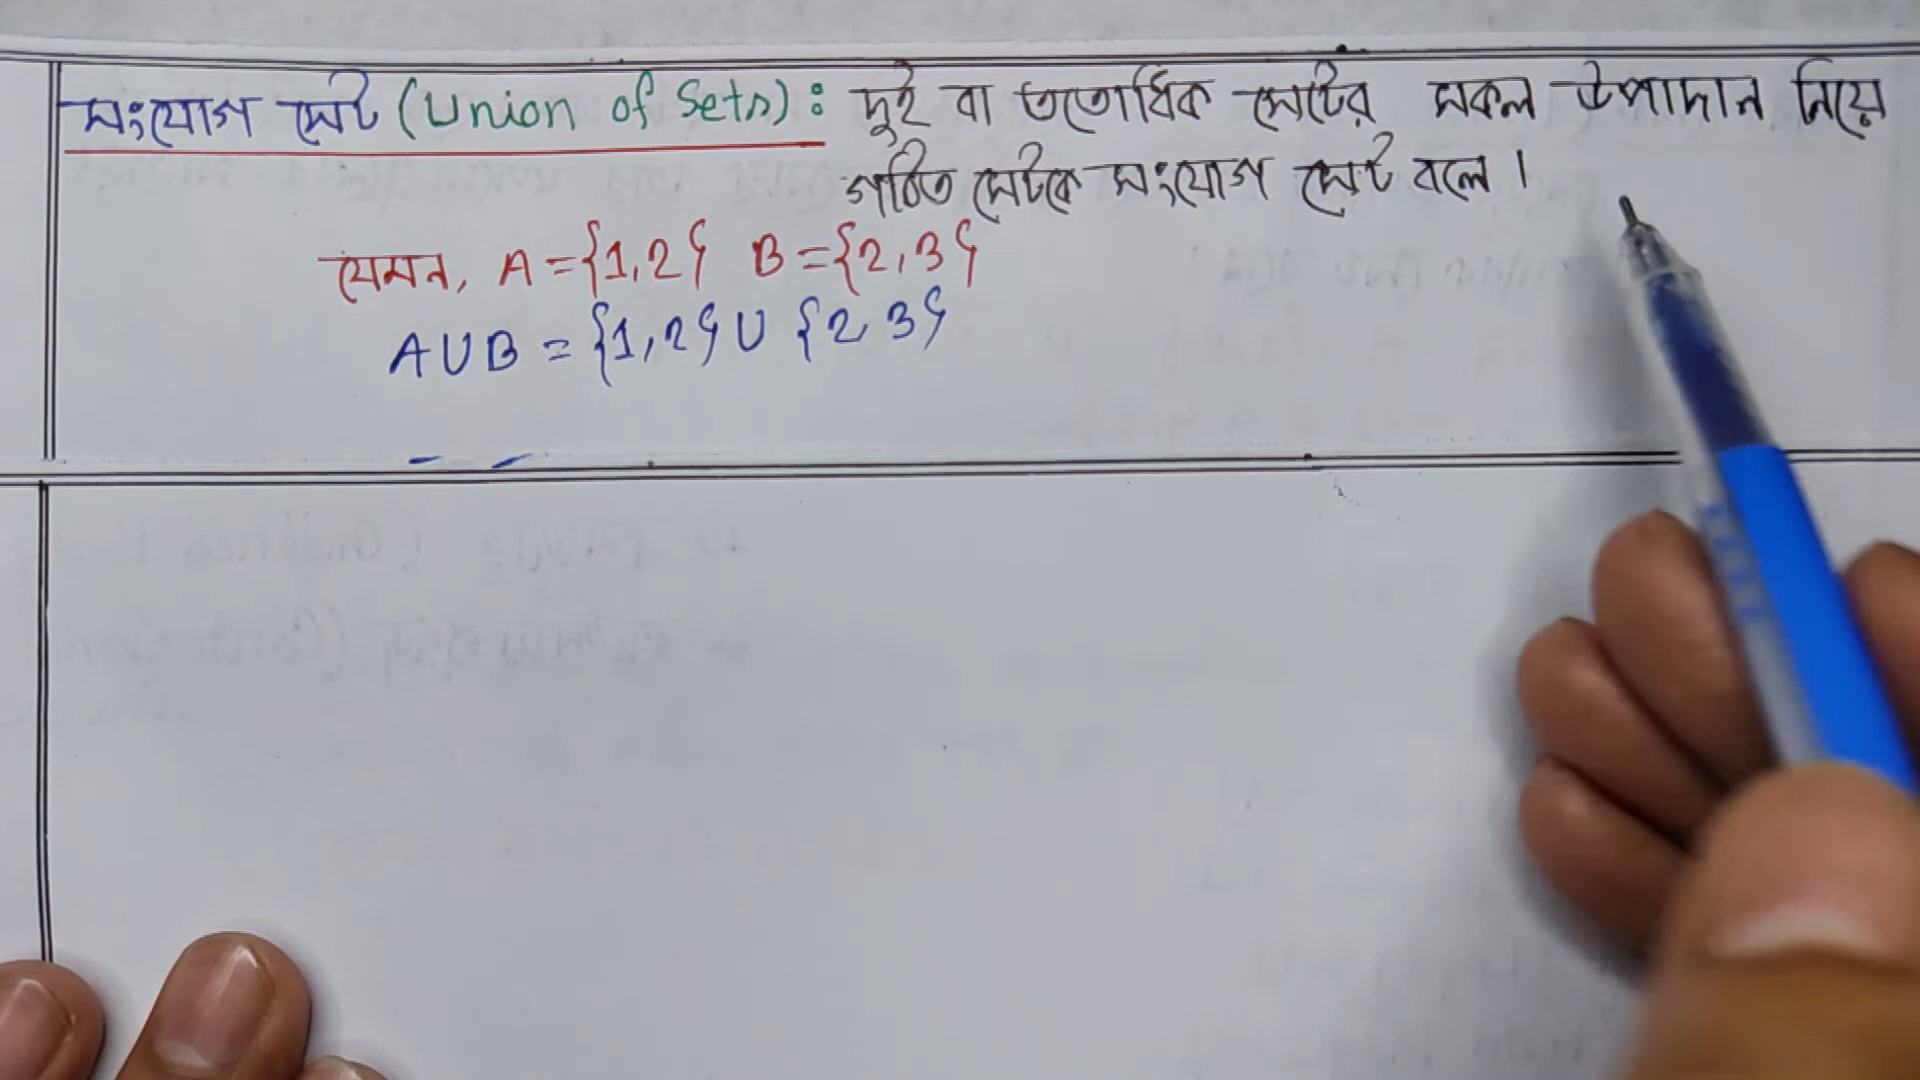 সংযোগ সেট (Union of Sets): দুই বা ততোধিক সেটের সকল উপাদান নিয়ে
গঠিত সেটকে সংযোগ সেট বলে।
যেমন, A = {1,2} B = {2,3}
A∪B = {1,2} ∪ {2 3}